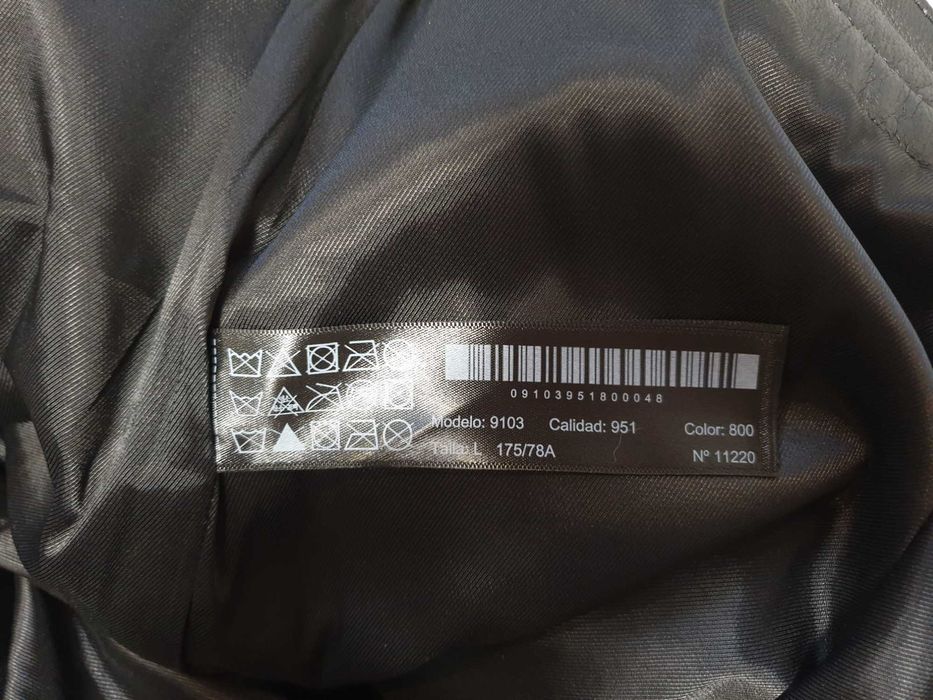 09103951800048
Modelo: 9103 Calidad: 951 Color: 800
Talla: L 175/78A Nº 11220